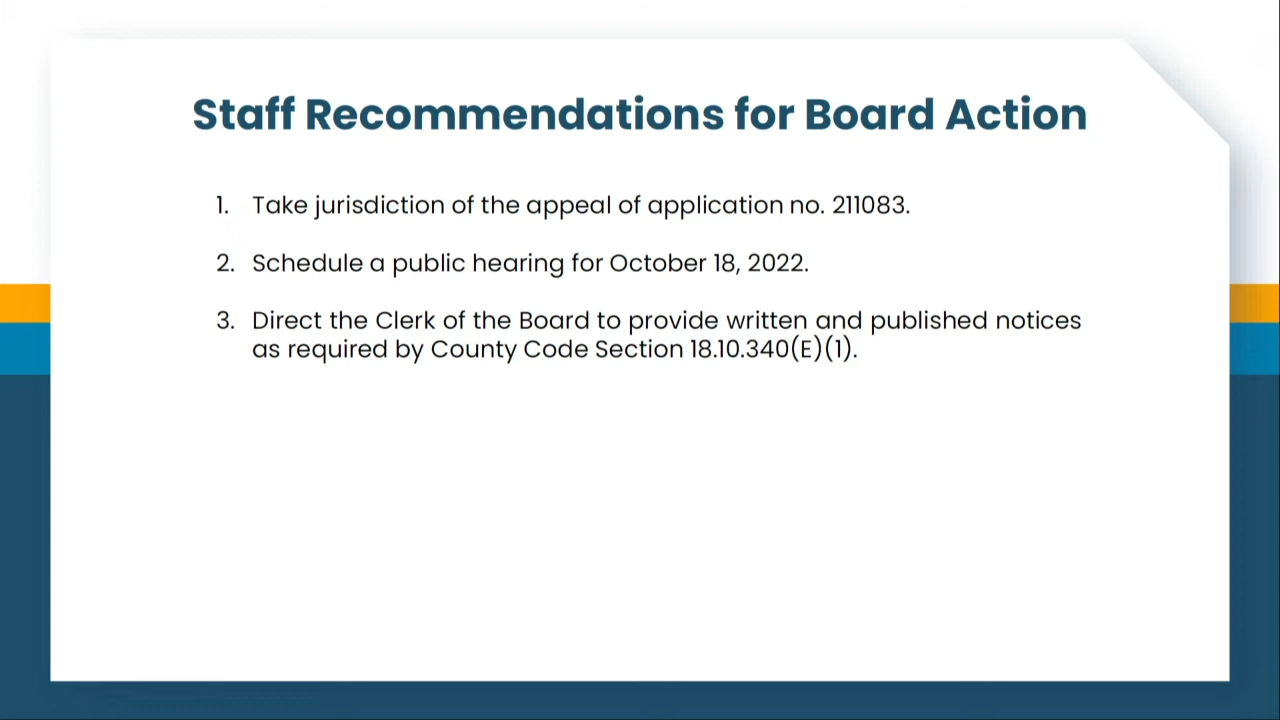 Staff Recommendations for Board Action
1. Take jurisdiction of the appeal of application no. 211083.
2. Schedule a public hearing for October 18, 2022.
3. Direct the Clerk of the Board to provide written and published notices
as required by County Code Section 18.10.340(E)(1).